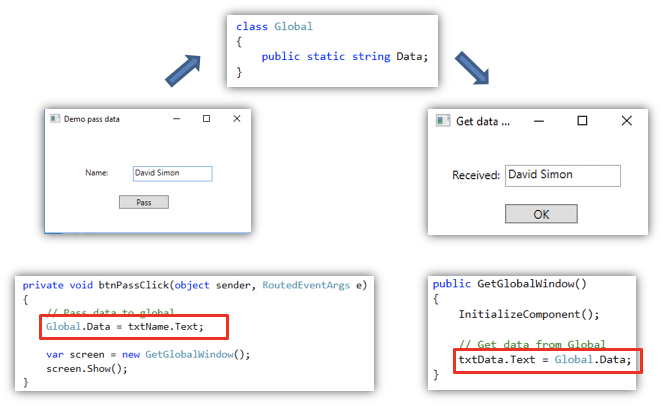 class Global
{
public static string Data;
}
Demo pass data
Name:
David Simon
Pass
Get data ...
Received:
David Simon
OK
private void btnPassClick(object sender, RoutedEventArgs e)
{
// Pass data to global
Global.Data = txtName.Text;
var screen = new GetGlobalWindow();
screen.Show();
}
public GetGlobalWindow()
{
InitializeComponent();
// Get data from Global
txtData.Text = Global.Data;
}